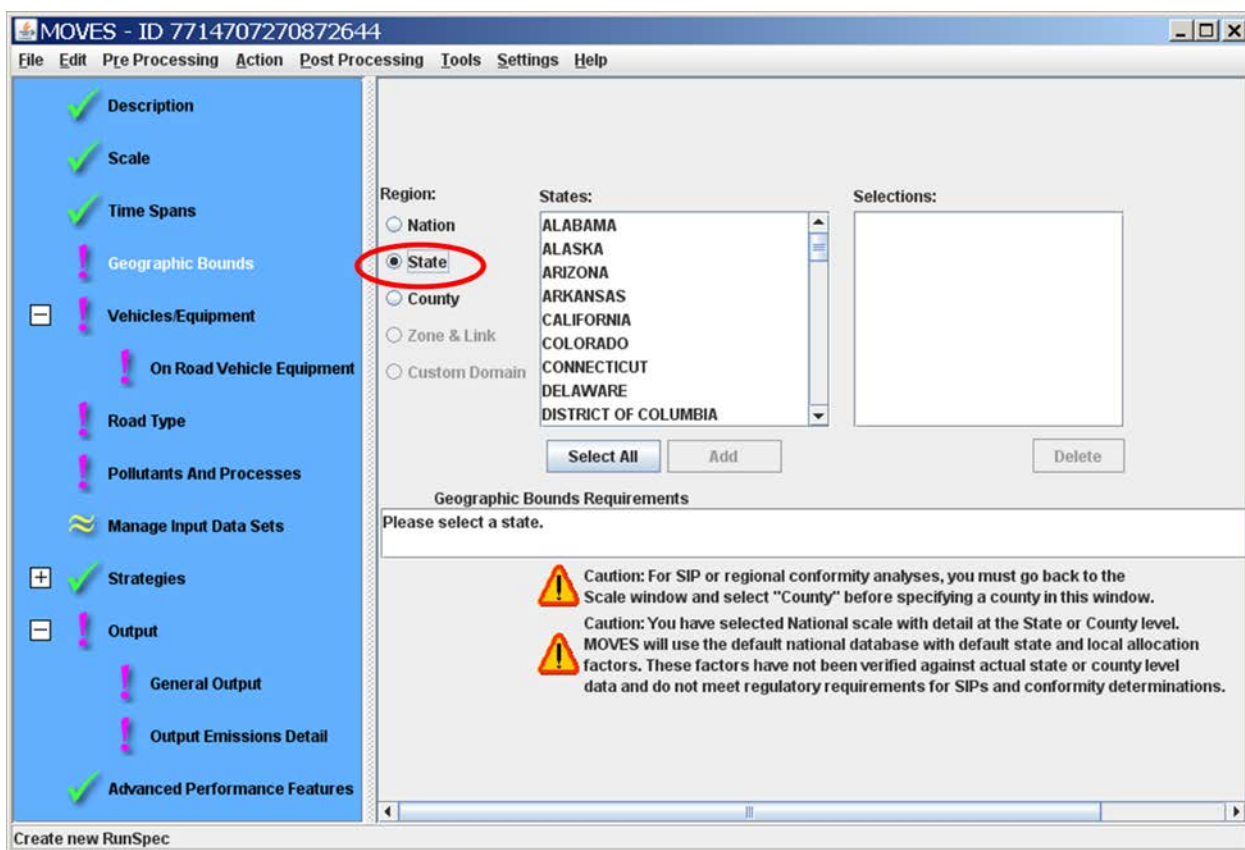 MOVES - ID 7714707270872644
File Edit Pre Processing Action Post Processing Tools Settings Help
Description
Scale
Time Spans
Geographic Bounds
Vehicles/Equipment
On Road Vehicle Equipment
Road Type
Pollutants And Processes
Manage Input Data Sets
Strategies
Output
General Output
Output Emissions Detail
Advanced Performance Features
Region:
Nation
State
County
Zone & Link
Custom Domain
States:
ALABAMA
ALASKA
ARIZONA
ARKANSAS
CALIFORNIA
COLORADO
CONNECTICUT
DELAWARE
DISTRICT OF COLUMBIA
Select All
Add
Selections:
Delete
Geographic Bounds Requirements
Please select a state.
Caution: For SIP or regional conformity analyses, you must go back to the
Scale window and select "County" before specifying a county in this window.
Caution: You have selected National scale with detail at the State or County level.
MOVES will use the default national database with default state and local allocation
factors. These factors have not been verified against actual state or county level
data and do not meet regulatory requirements for SIPs and conformity determinations.
Create new RunSpec